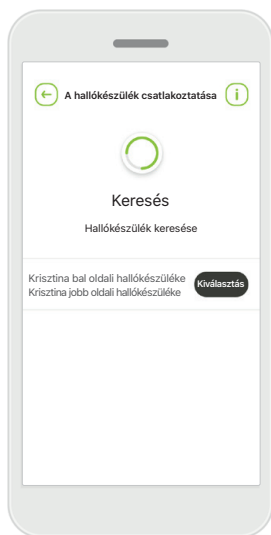 A hallókészülék csatlakoztatása
Keresés
Hallókészülék keresése
Krisztina bal oldali hallókészüléke
Krisztina jobb oldali hallókészüléke
Kiválasztás